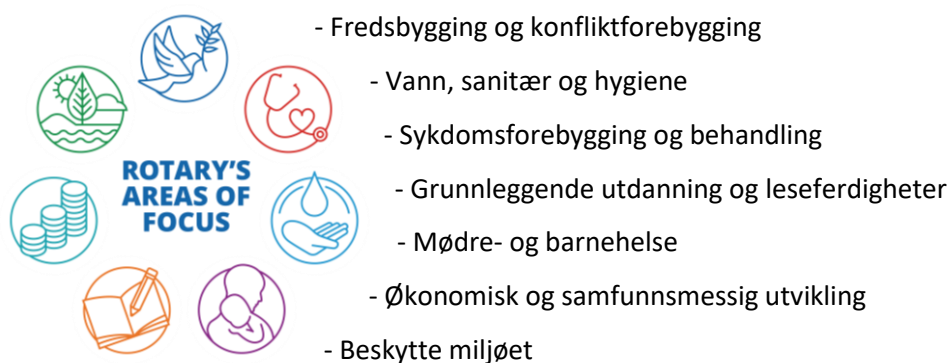 - Fredsbygging og konfliktforebygging
- Vann, sanitær og hygiene
- Sykdomsforebygging og behandling
- Grunnleggende utdanning og leseferdigheter
- Mødre- og barnehelse
- Økonomisk og samfunnsmessig utvikling
- Beskytte miljøet
ROTARY'S
AREAS OF
FOCUS